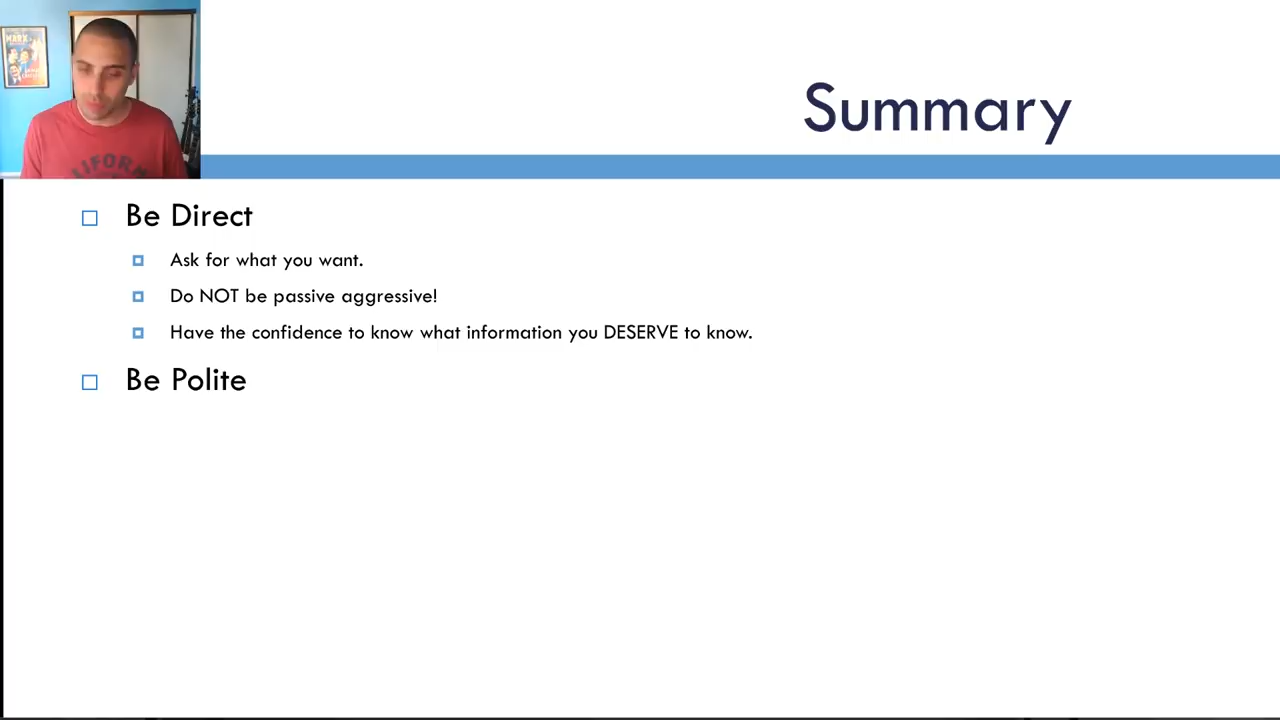 MARX
Summary
Be Direct
Ask for what you want.
Do NOT be passive aggressive!
Have the confidence to know what information you DESERVE to know.
Be Polite